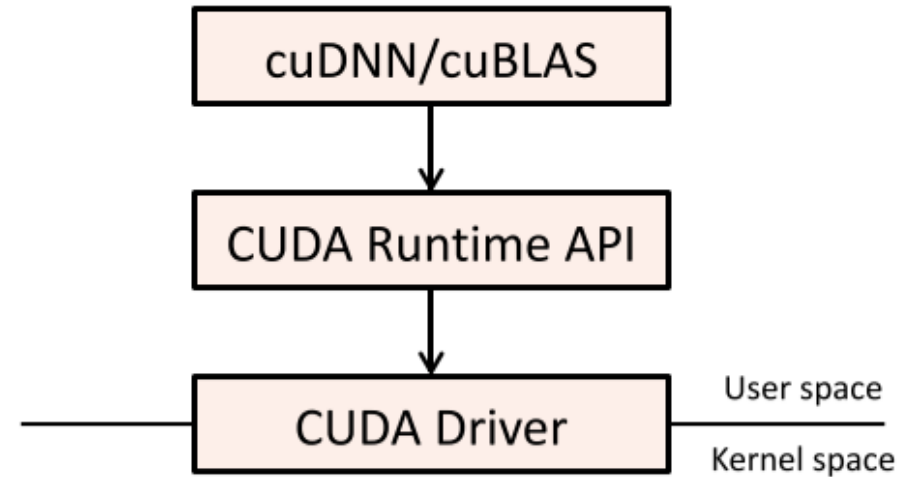 cuDNN/cuBLAS
CUDA Runtime API
User space
CUDA Driver
Kernel space